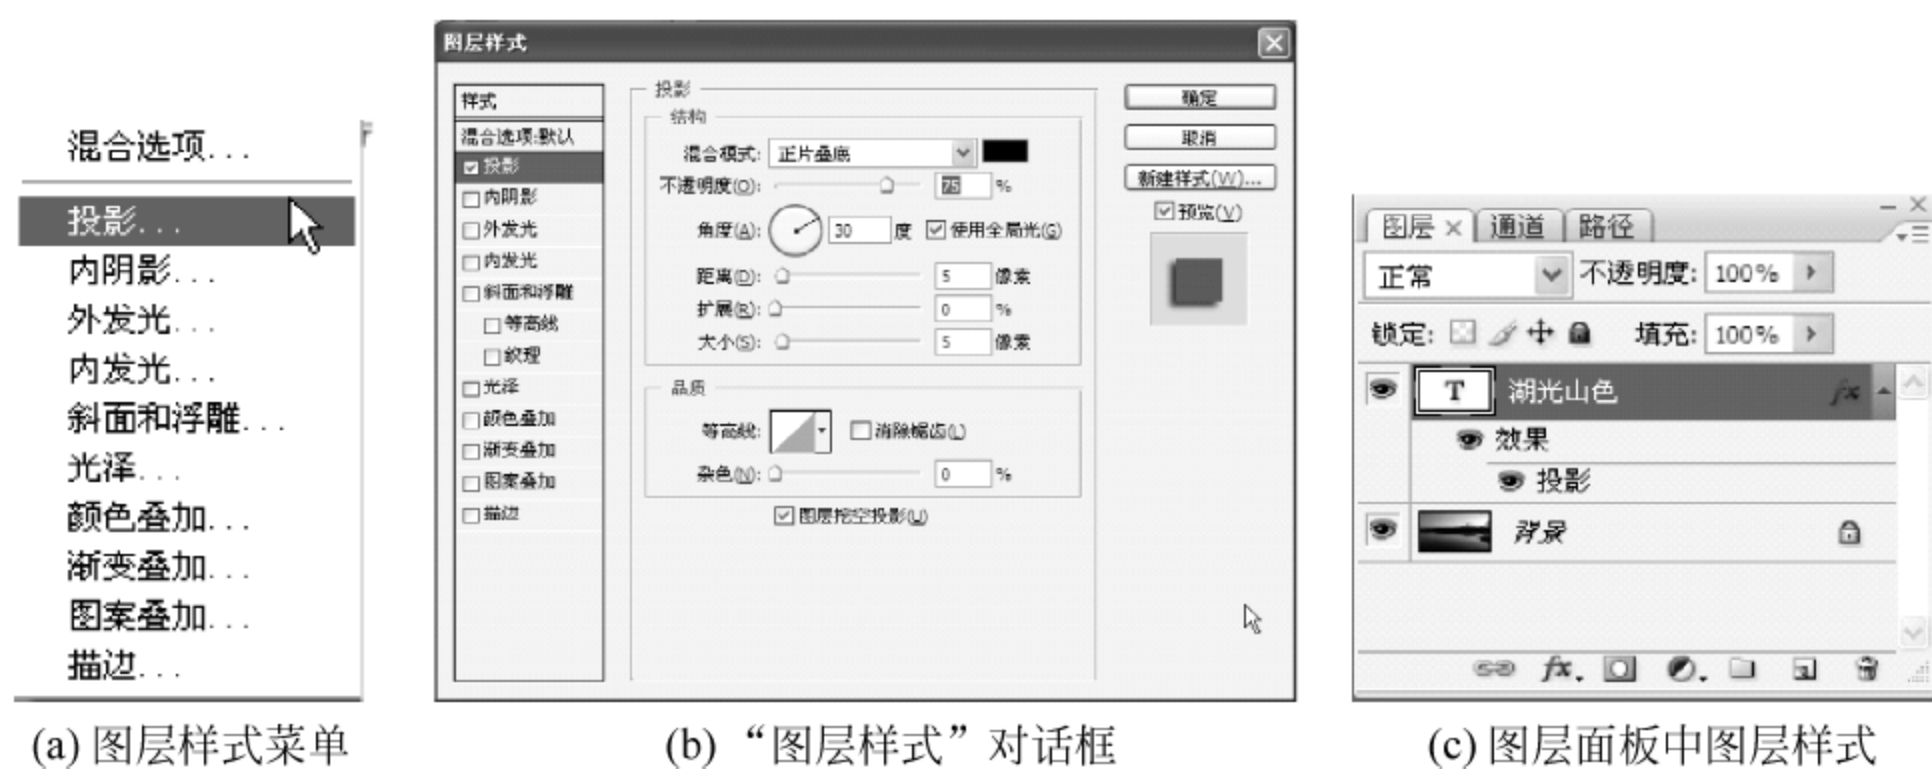 混合选项...
投影...
内阴影...
外发光...
内发光...
斜面和浮雕...
光泽...
颜色叠加...
渐变叠加...
图案叠加...
描边...
(a) 图层样式菜单
图层样式
样式
混合选项:默认
投影
内阴影
外发光
内发光
斜面和浮雕
等高线
纹理
光泽
颜色叠加
渐变叠加
图案叠加
描边
投影
结构
混合模式: 正片叠底
不透明度(O): 75 %
角度(A): 30 度 使用全局光(G)
距离(D): 5 像素
扩展(R): 0 %
大小(S): 5 像素
品质
等高线: 消除锯齿(L)
杂色(N): 0 %
图层挖空投影(U)
确定
取消
新建样式(W)...
预览(V)
(b) “图层样式”对话框
图层 × 通道 路径
正常 不透明度: 100%
锁定: 填充: 100%
T 湖光山色 fx
效果
投影
背景
fx.
(c) 图层面板中图层样式